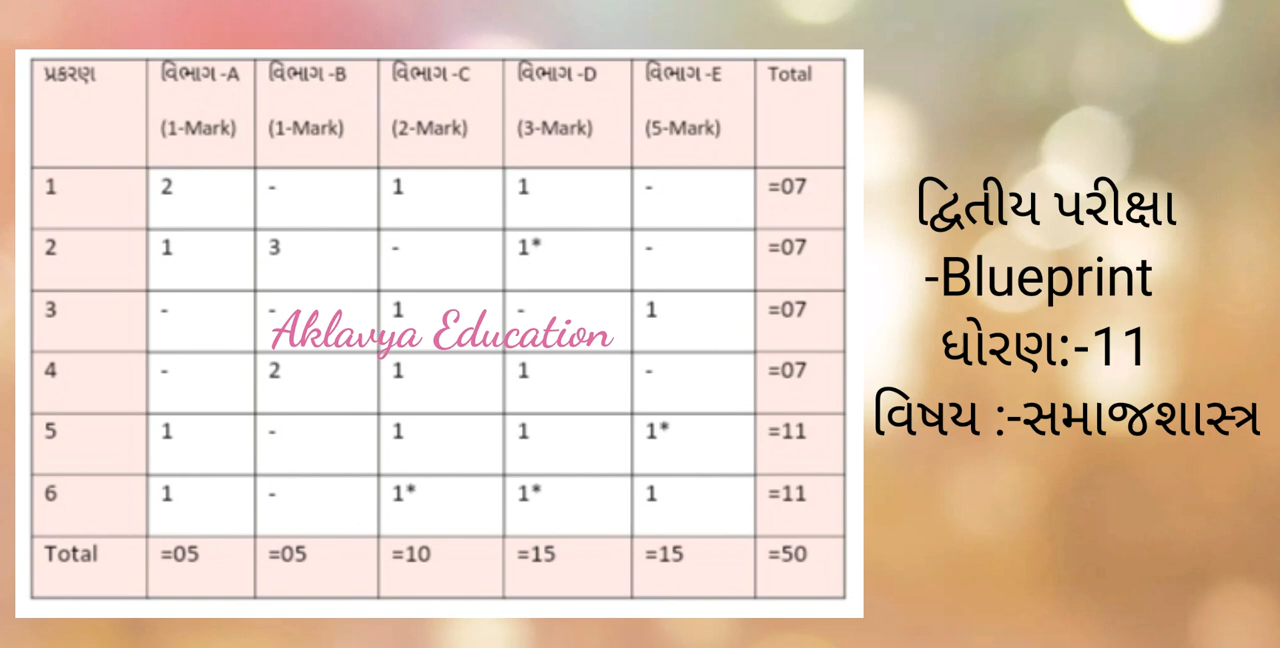 પ્રકરણ વિભાગ -A વિભાગ -B વિભાગ -C વિભાગ -D વિભાગ -E Total
(1-Mark) (1-Mark) (2-Mark) (3-Mark) (5-Mark)
1 2 - 1 1 - =07
2 1 3 - 1* - =07
3 - - 1 - 1 =07
Aklavya Education
4 - 2 1 1 - =07
5 1 - 1 1 1* =11
6 1 - 1* 1* 1 =11
Total =05 =05 =10 =15 =15 =50
દ્વિતીય પરીક્ષા
-Blueprint
ધોરણ:-11
વિષય :-સમાજશાસ્ત્ર